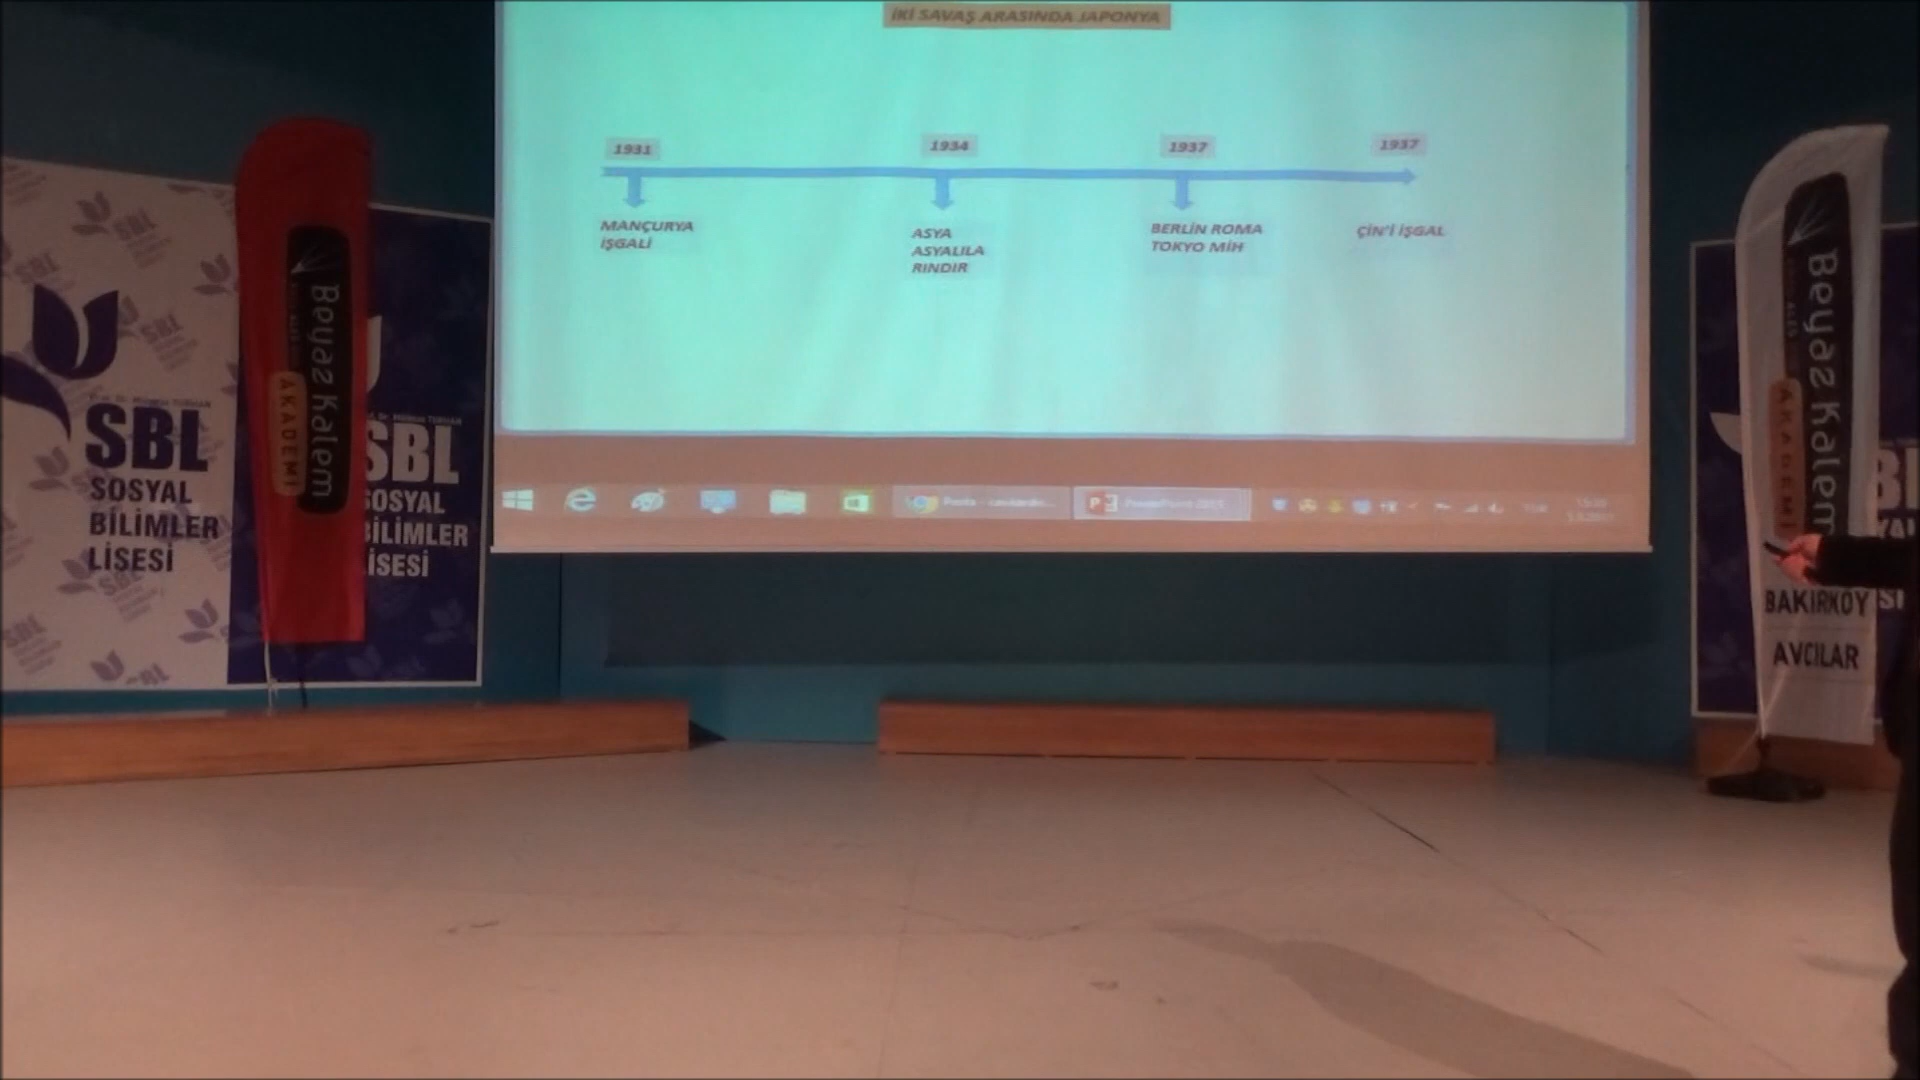 İKİ SAVAŞ ARASINDA JAPONYA
1931
1934
1937
1937
MANÇURYA
İŞGALİ
ASYA
ASYALILA
RINDIR
BERLİN ROMA
TOKYO MİH
ÇİN'İ İŞGAL
PowerPoint 2013
SBL
SOSYAL
BİLİMLER
LİSESİ
Beyaz Kalem
AKADEMİ
SBL
SOSYAL
BİLİMLER
LİSESİ
Beyaz Kalem
AKADEMİ
BAKIRKÖY
AVCILAR